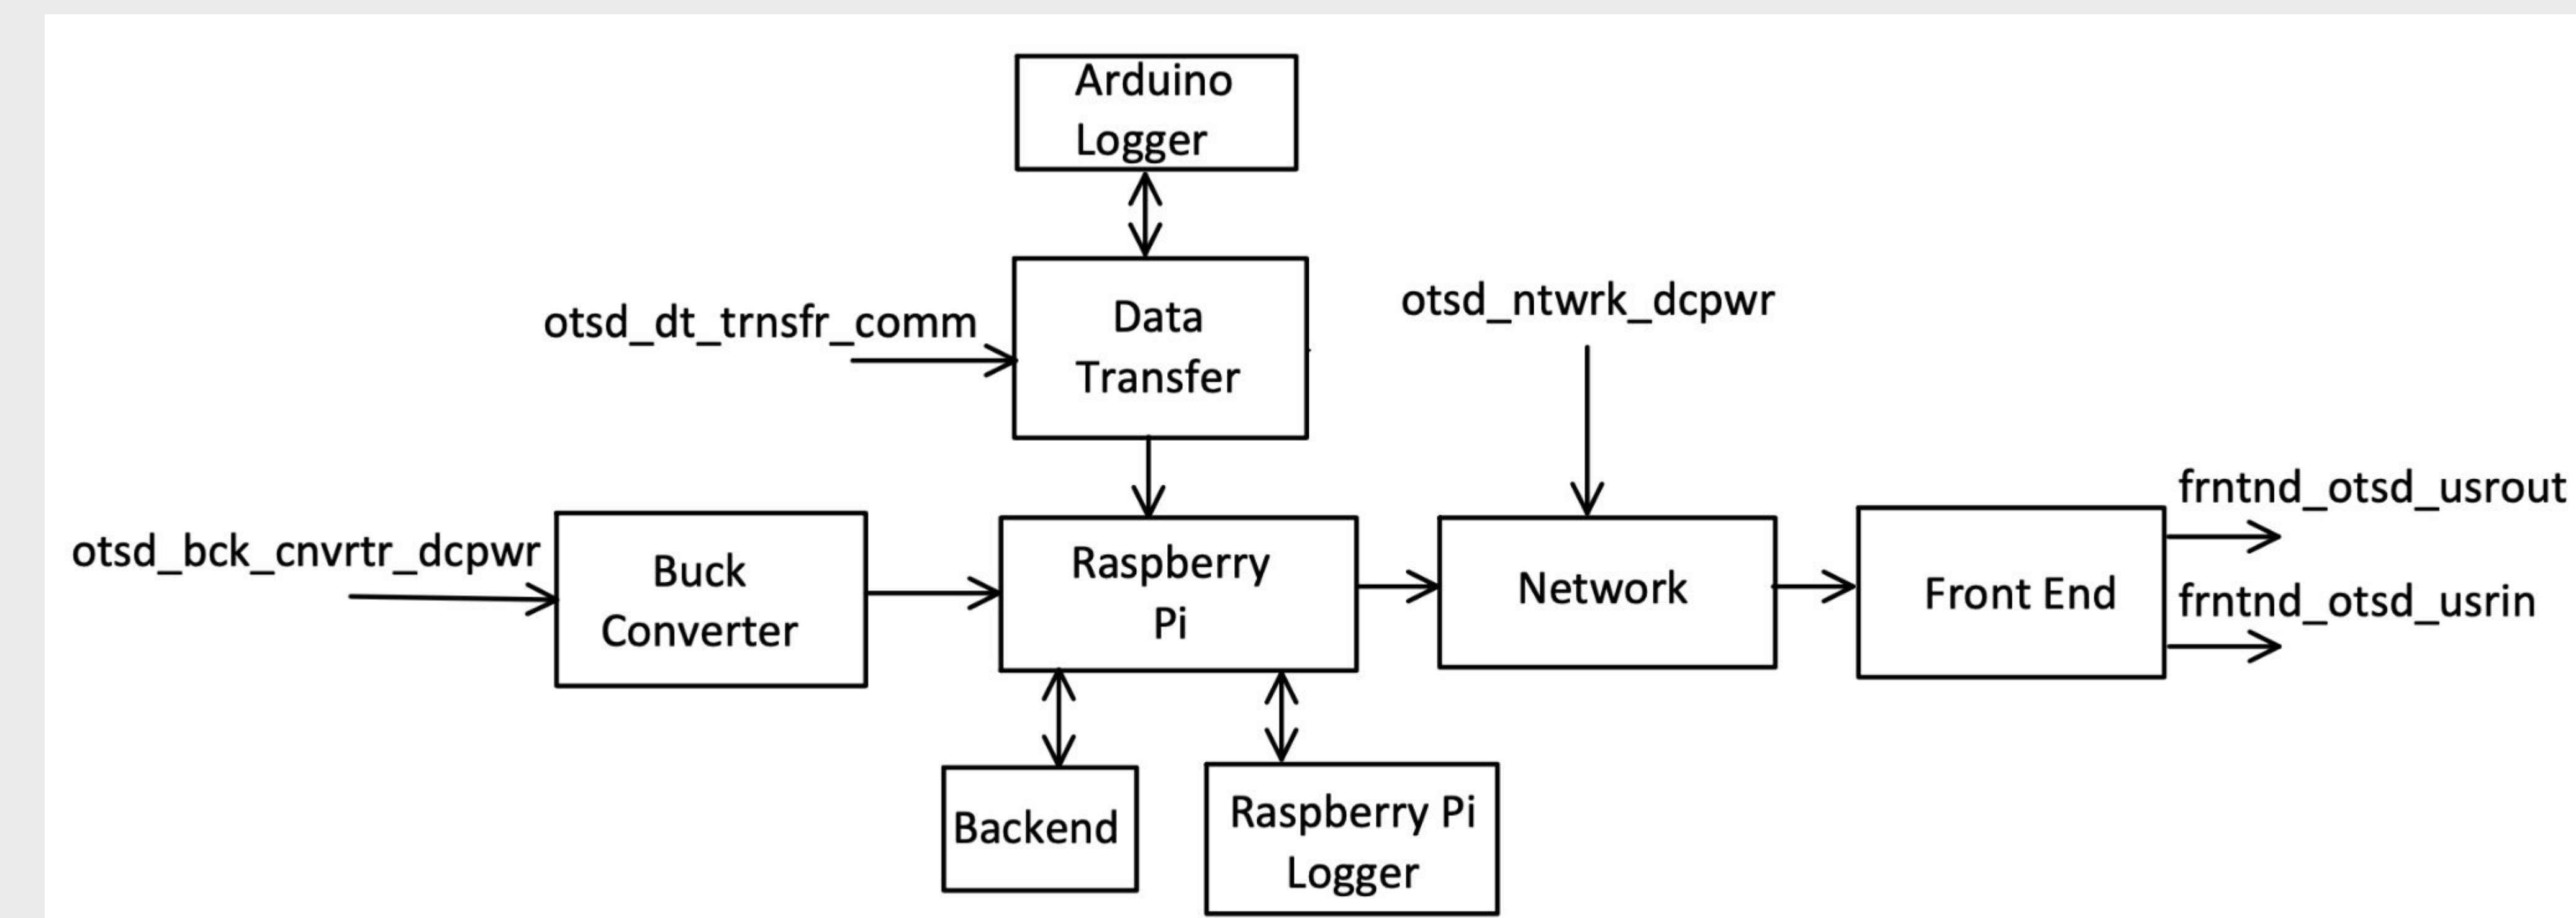 Arduino
Logger
otsd_dt_trnsfr_comm
Data
Transfer
otsd_ntwrk_dcpwr
otsd_bck_cnvrtr_dcpwr
Buck
Converter
Raspberry
Pi
Network
Front End
frntnd_otsd_usrout
frntnd_otsd_usrin
Backend
Raspberry Pi
Logger